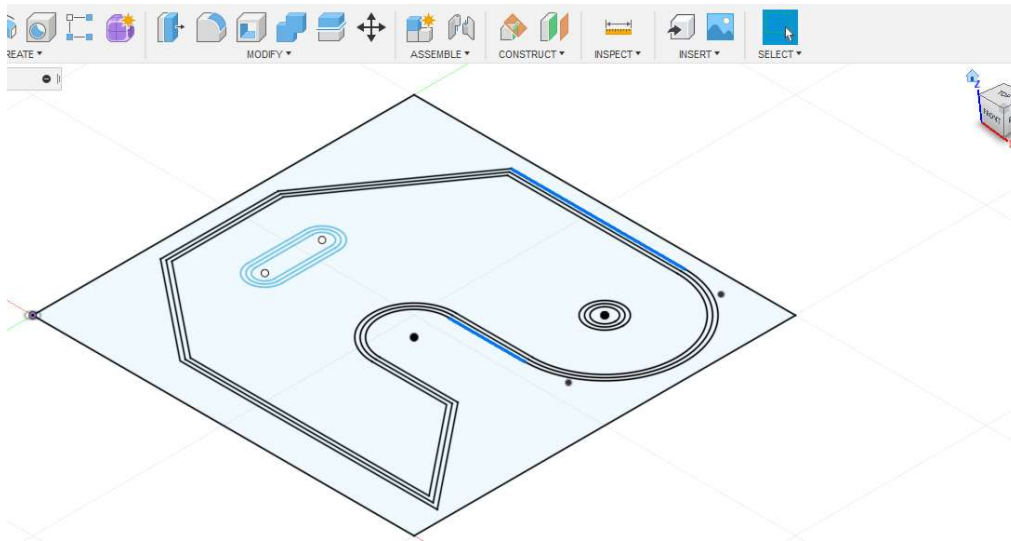 REATE ▾ MODIFY ▾ ASSEMBLE ▾ CONSTRUCT ▾ INSPECT ▾ INSERT ▾ SELECT ▾
Z
FRONT